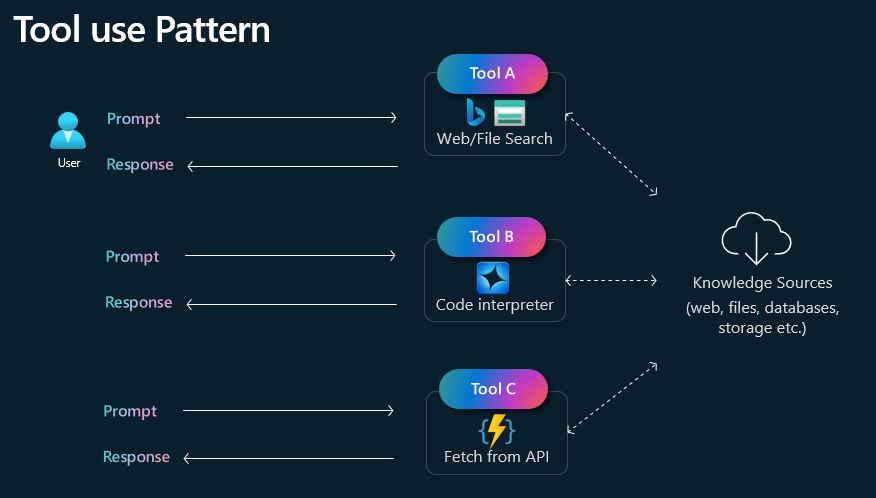 Tool use Pattern
Tool A
Prompt
Web/File Search
User
Response
Tool B
Prompt
Knowledge Sources
Response
Code interpreter
(web, files, databases,
storage etc.)
Tool C
Prompt
Response
Fetch from API